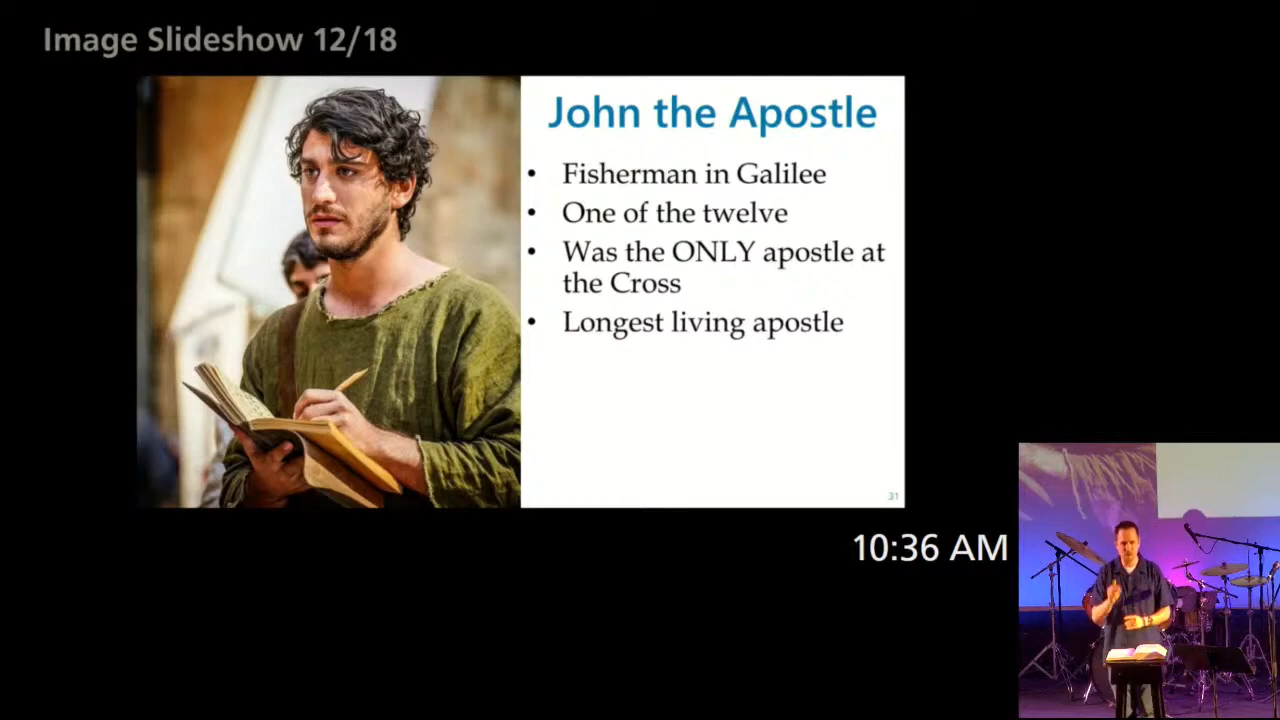 Image Slideshow 12/18
John the Apostle
• Fisherman in Galilee
• One of the twelve
• Was the ONLY apostle at
the Cross
• Longest living apostle
31
10:36 AM